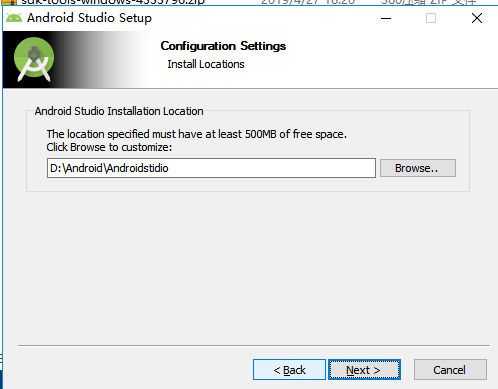 sdk-tools-windows-4333796.zip 2019/4/27 18:20 360压缩 ZIP 文件
Android Studio Setup
Configuration Settings
Install Locations
Android Studio Installation Location
The location specified must have at least 500MB of free space.
Click Browse to customize:
D:\Android\Androidstidio
Browse..
< Back
Next >
Cancel